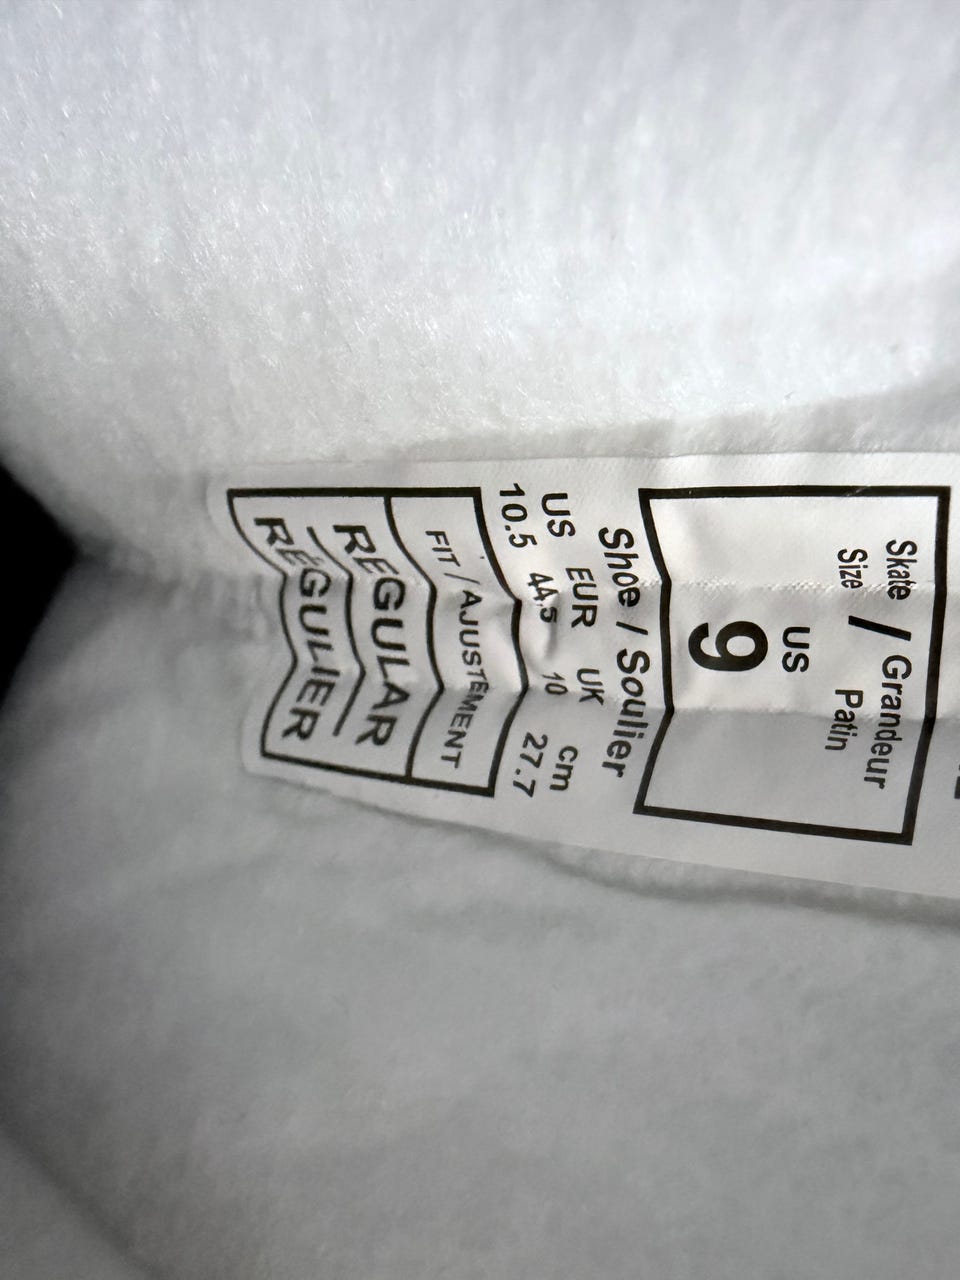 Skate / Grandeur
Size / Patin
US
9
Shoe / Soulier
US EUR UK cm
10.5 44,5 10 27.7
FIT / AJUSTEMENT
REGULAR
RÉGULIER